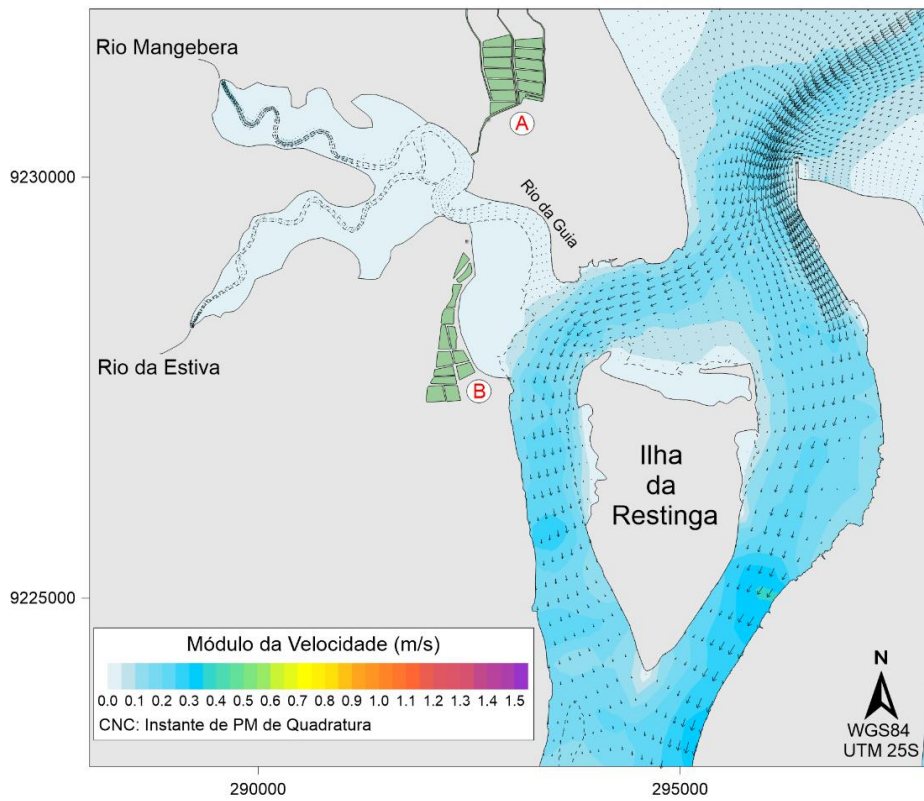 Rio Mangebera
A
9230000
Rio da Guia
Rio da Estiva
B
Ilha
da
Restinga
9225000
Módulo da Velocidade (m/s)
0.0 0.1 0.2 0.3 0.4 0.5 0.6 0.7 0.8 0.9 1.0 1.1 1.2 1.3 1.4 1.5
CNC: Instante de PM de Quadratura
N
WGS84
UTM 25S
290000
295000